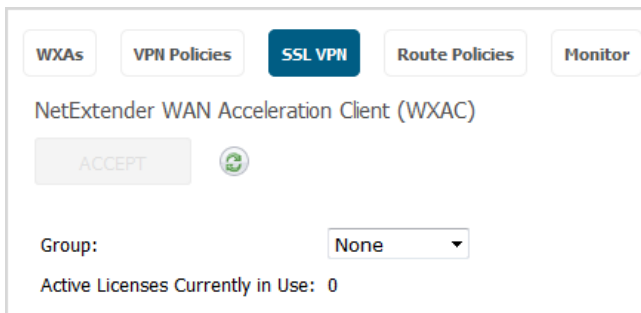 WXAs VPN Policies SSL VPN Route Policies Monitor
NetExtender WAN Acceleration Client (WXAC)
ACCEPT
Group: None
Active Licenses Currently in Use: 0